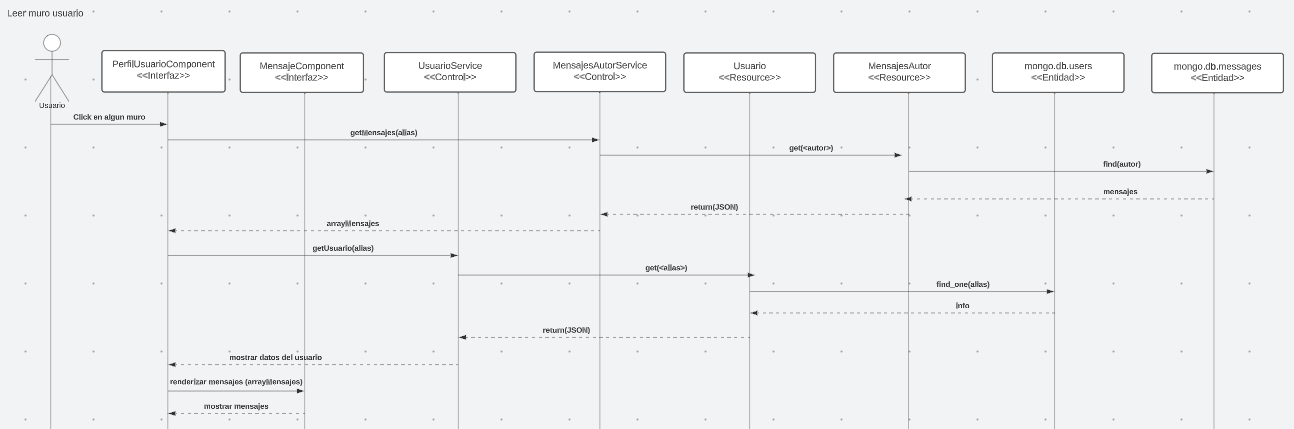 Leer muro usuario
PerfilUsuarioComponent
<<Interfaz>>
MensajeComponent
<<Interfaz>>
UsuarioService
<<Control>>
MensajesAutorService
<<Control>>
Usuario
<<Resource>>
MensajesAutor
<<Resource>>
mongo.db.users
<<Entidad>>
mongo.db.messages
<<Entidad>>
Usuario
Click en algun muro
getMensajes(alias)
get(<autor>)
find(autor)
mensajes
return(JSON)
arrayMensajes
getUsuario(alias)
get(<alias>)
find_one(alias)
info
return(JSON)
mostrar datos del usuario
renderizar mensajes (arrayMensajes)
mostrar mensajes